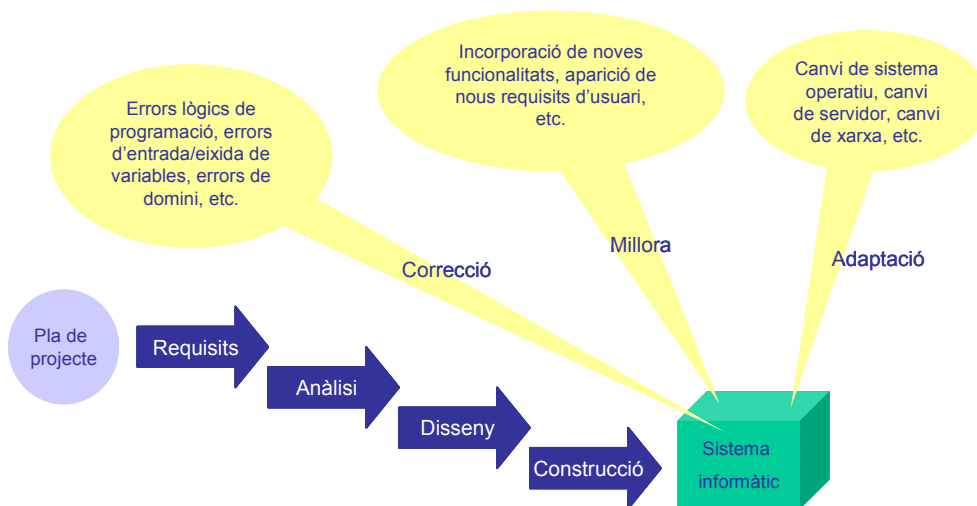 Incorporació de noves
funcionalitats, aparició de
nous requisits d'usuari,
etc.
Canvi de sistema
operatiu, canvi
de servidor, canvi
de xarxa, etc.
Errors lògics de
programació, errors
d'entrada/eixida de
variables, errors de
domini, etc.
Correcció
Millora
Adaptació
Pla de
projecte
Requisits
Anàlisi
Disseny
Construcció
Sistema
informàtic